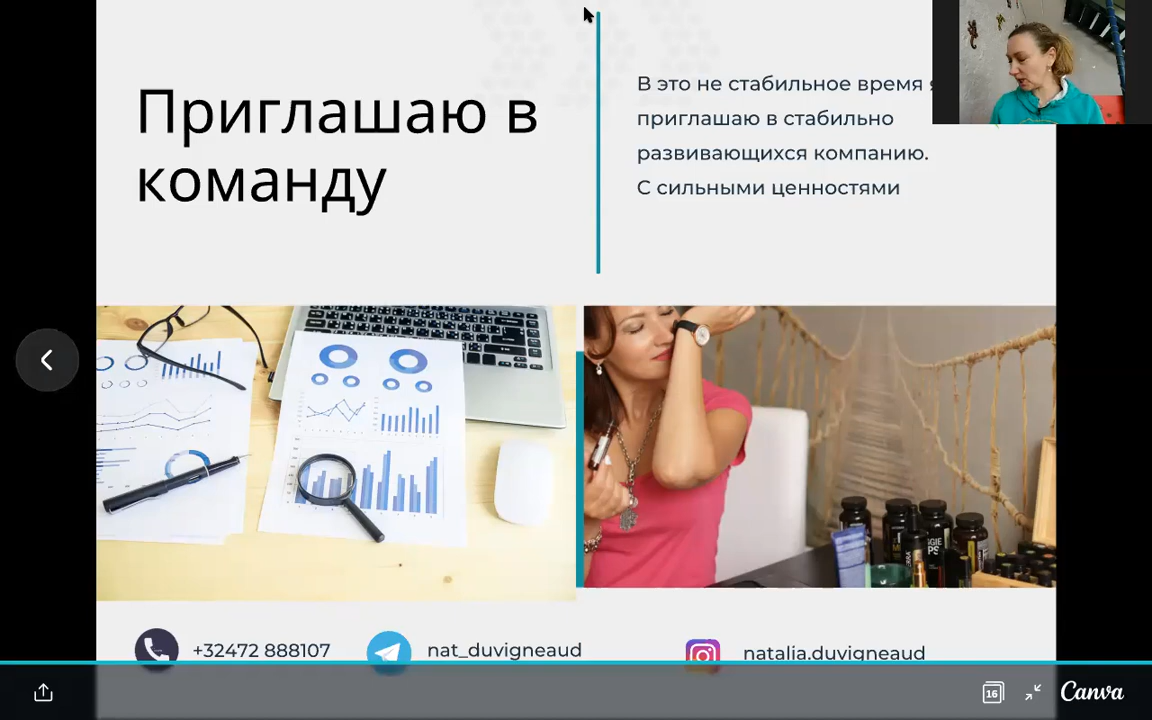 Приглашаю в
команду
В это не стабильное время
приглашаю в стабильно
развивающихся компанию.
С сильными ценностями
+32472 888107
nat_duvigneaud
natalia.duvigneaud
16
Canva